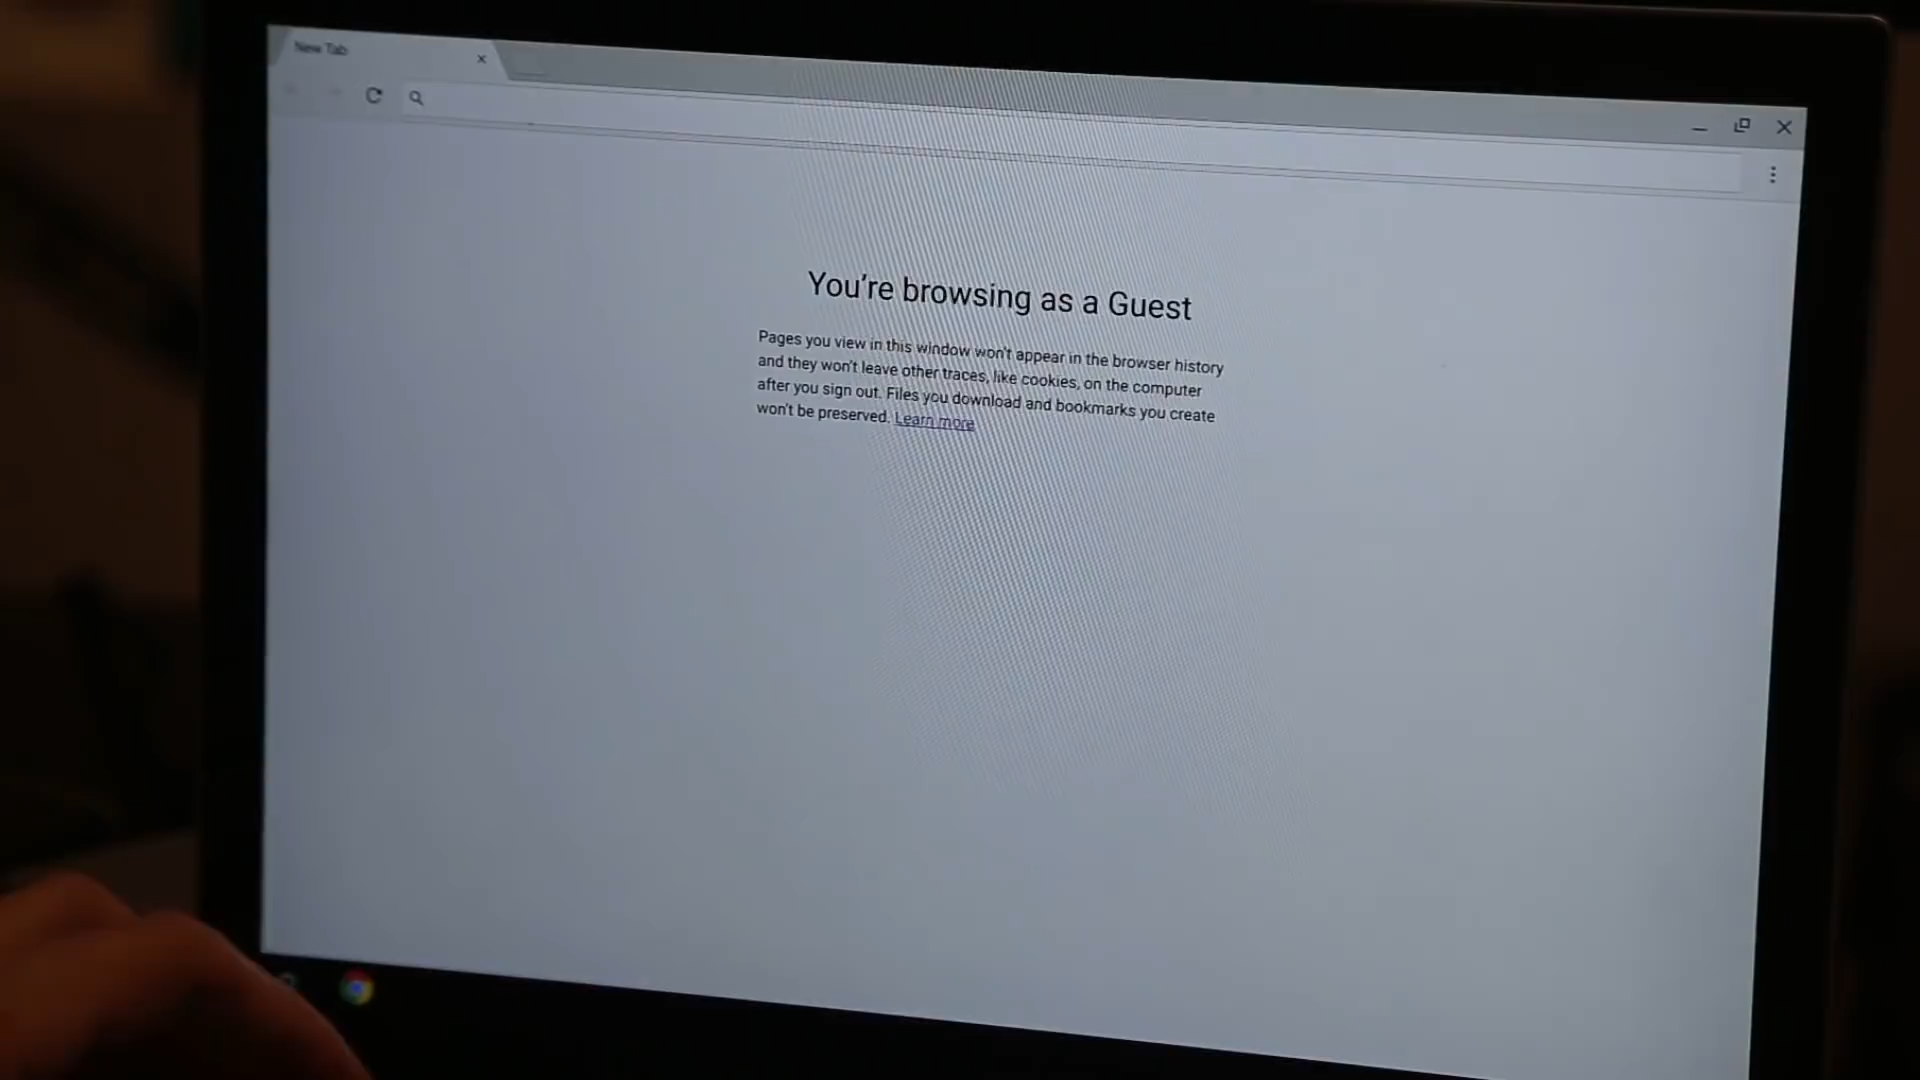 New Tab
You're browsing as a Guest
Pages you view in this window won't appear in the browser history
and they won't leave other traces, like cookies, on the computer
after you sign out. Files you download and bookmarks you create
won't be preserved. Learn more